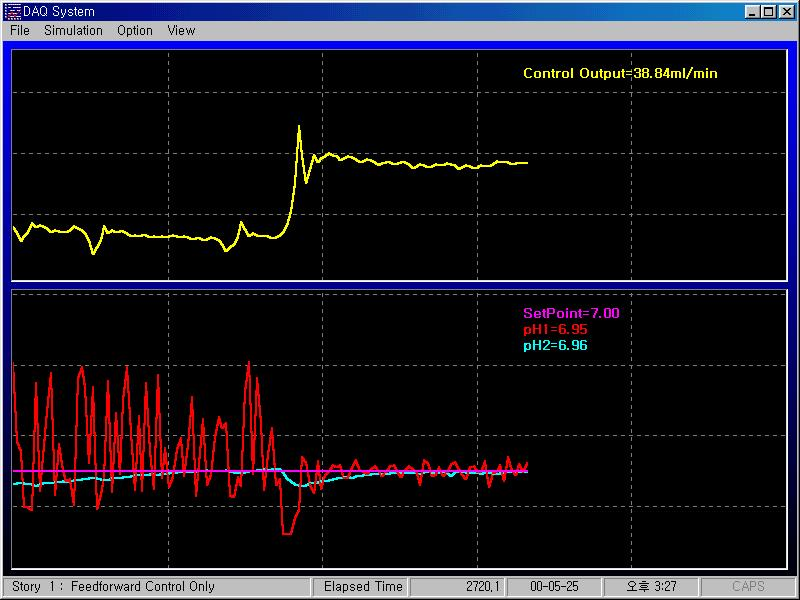 DAQ System
File Simulation Option View
Control Output=38.84ml/min
SetPoint=7.00
pH1=6.95
pH2=6.96
Story 1 : Feedforward Control Only Elapsed Time 2720,1 00-05-25 오후 3:27 CAPS